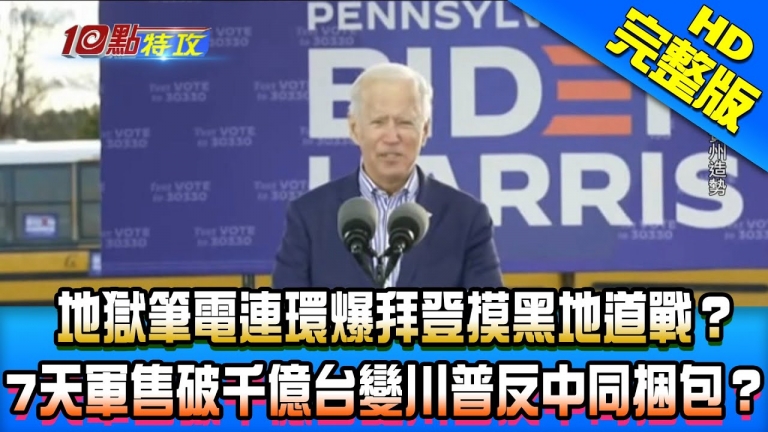 10點特攻
HD
完整版
PENNSYLV
BIDEN
HARRIS
Text VOTE
to 30330
州造勢
地獄筆電連環爆拜登摸黑地道戰？
7天軍售破千億台變川普反中同捆包？